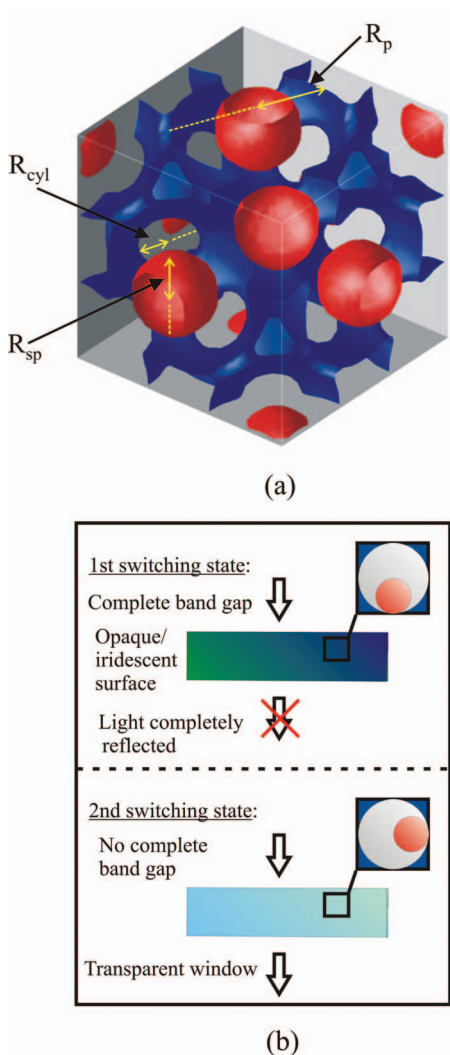 R_p
R_cyl
R_sp
(a)
1st switching state:
Complete band gap
Opaque/
iridescent
surface
Light completely
reflected
2nd switching state:
No complete
band gap
Transparent window
(b)